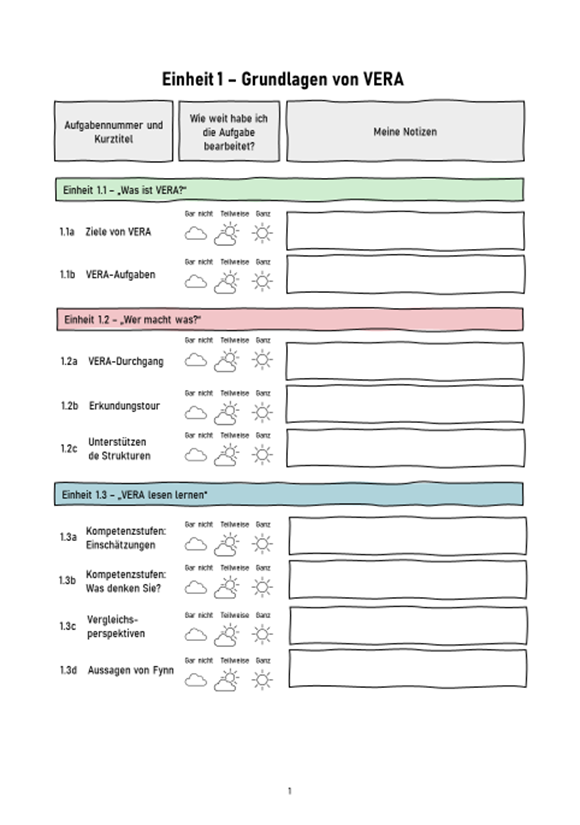 Einheit 1 – Grundlagen von VERA
Aufgabennummer und
Kurztitel
Wie weit habe ich
die Aufgabe
bearbeitet?
Meine Notizen
Einheit 1.1 – „Was ist VERA?“
Gar nicht Teilweise Ganz
1.1a Ziele von VERA
Gar nicht Teilweise Ganz
1.1b VERA-Aufgaben
Einheit 1.2 – „Wer macht was?“
Gar nicht Teilweise Ganz
1.2a VERA-Durchgang
Gar nicht Teilweise Ganz
1.2b Erkundungstour
Gar nicht Teilweise Ganz
1.2c Unterstützen
de Strukturen
Einheit 1.3 – „VERA lesen lernen“
Gar nicht Teilweise Ganz
1.3a Kompetenzstufen:
Einschätzungen
Gar nicht Teilweise Ganz
1.3b Kompetenzstufen:
Was denken Sie?
Gar nicht Teilweise Ganz
1.3c Vergleichs-
perspektiven
Gar nicht Teilweise Ganz
1.3d Aussagen von Fynn
1